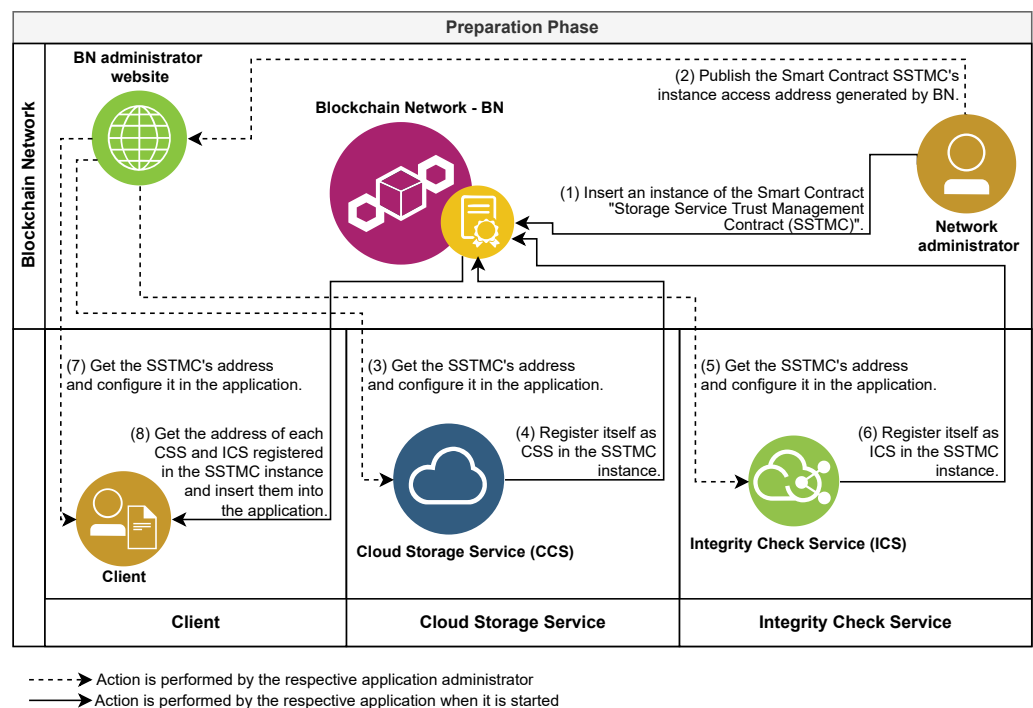 Preparation Phase
Blockchain Network
BN administrator
website
(2) Publish the Smart Contract SSTMC's
instance access address generated by BN.
Blockchain Network - BN
(1) Insert an instance of the Smart Contract
"Storage Service Trust Management
Contract (SSTMC)".
Network
administrator
(7) Get the SSTMC's address
and configure it in the application.
(3) Get the SSTMC's address
and configure it in the application.
(5) Get the SSTMC's address
and configure it in the application.
(8) Get the address of each
CSS and ICS registered
in the SSTMC instance
and insert them into
the application.
(4) Register itself as
CSS in the SSTMC
instance.
(6) Register itself as
ICS in the SSTMC
instance.
Client
Cloud Storage Service (CCS)
Integrity Check Service (ICS)
Client
Cloud Storage Service
Integrity Check Service
Action is performed by the respective application administrator
Action is performed by the respective application when it is started